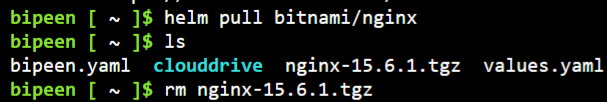 bipeen [ ~ ]$ helm pull bitnami/nginx
bipeen [ ~ ]$ ls
bipeen.yaml  clouddrive  nginx-15.6.1.tgz  values.yaml
bipeen [ ~ ]$ rm nginx-15.6.1.tgz